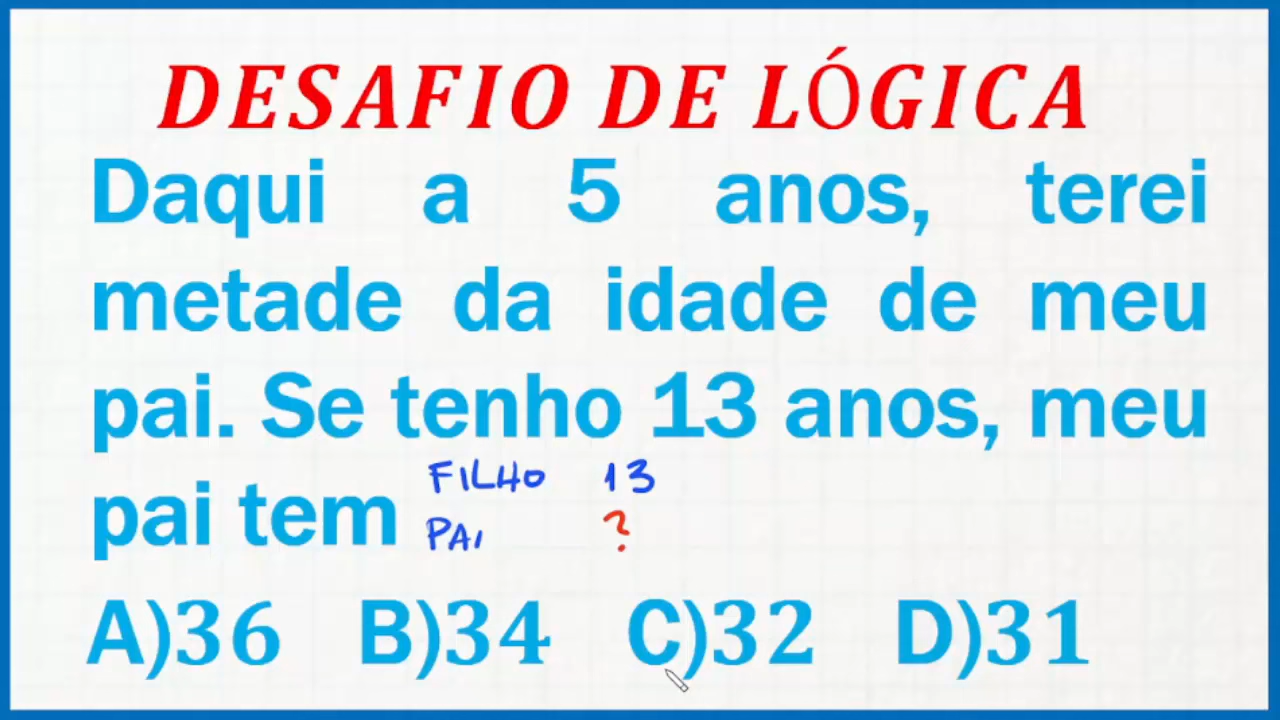 DESAFIO DE LÓGICA
Daqui a 5 anos, terei
metade da idade de meu
pai. Se tenho 13 anos, meu
FILHO 13
pai tem
PAI ?
A)36 B)34 C)32 D)31